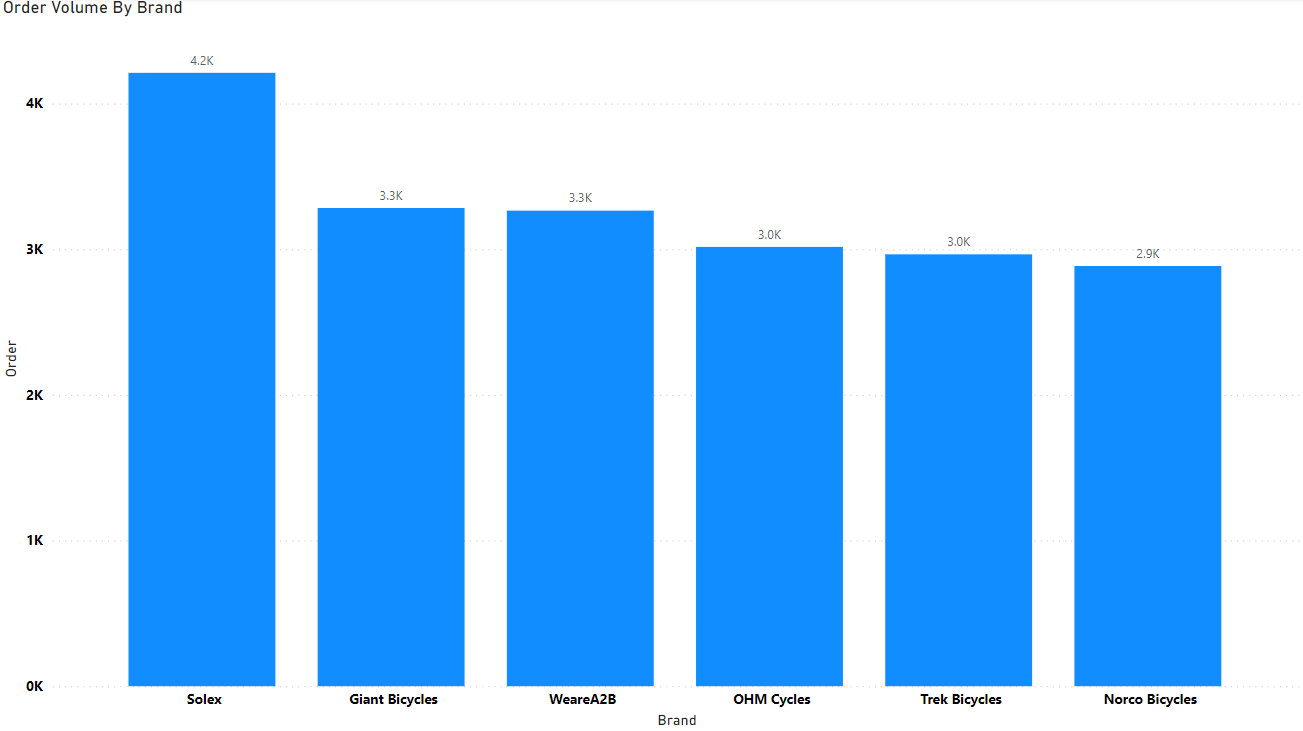 Order Volume By Brand
4.2K
4K
3.3K
3.3K
3K
3.0K
3.0K
2.9K
Order
2K
1K
0K
Solex Giant Bicycles WeareA2B OHM Cycles Trek Bicycles Norco Bicycles
Brand